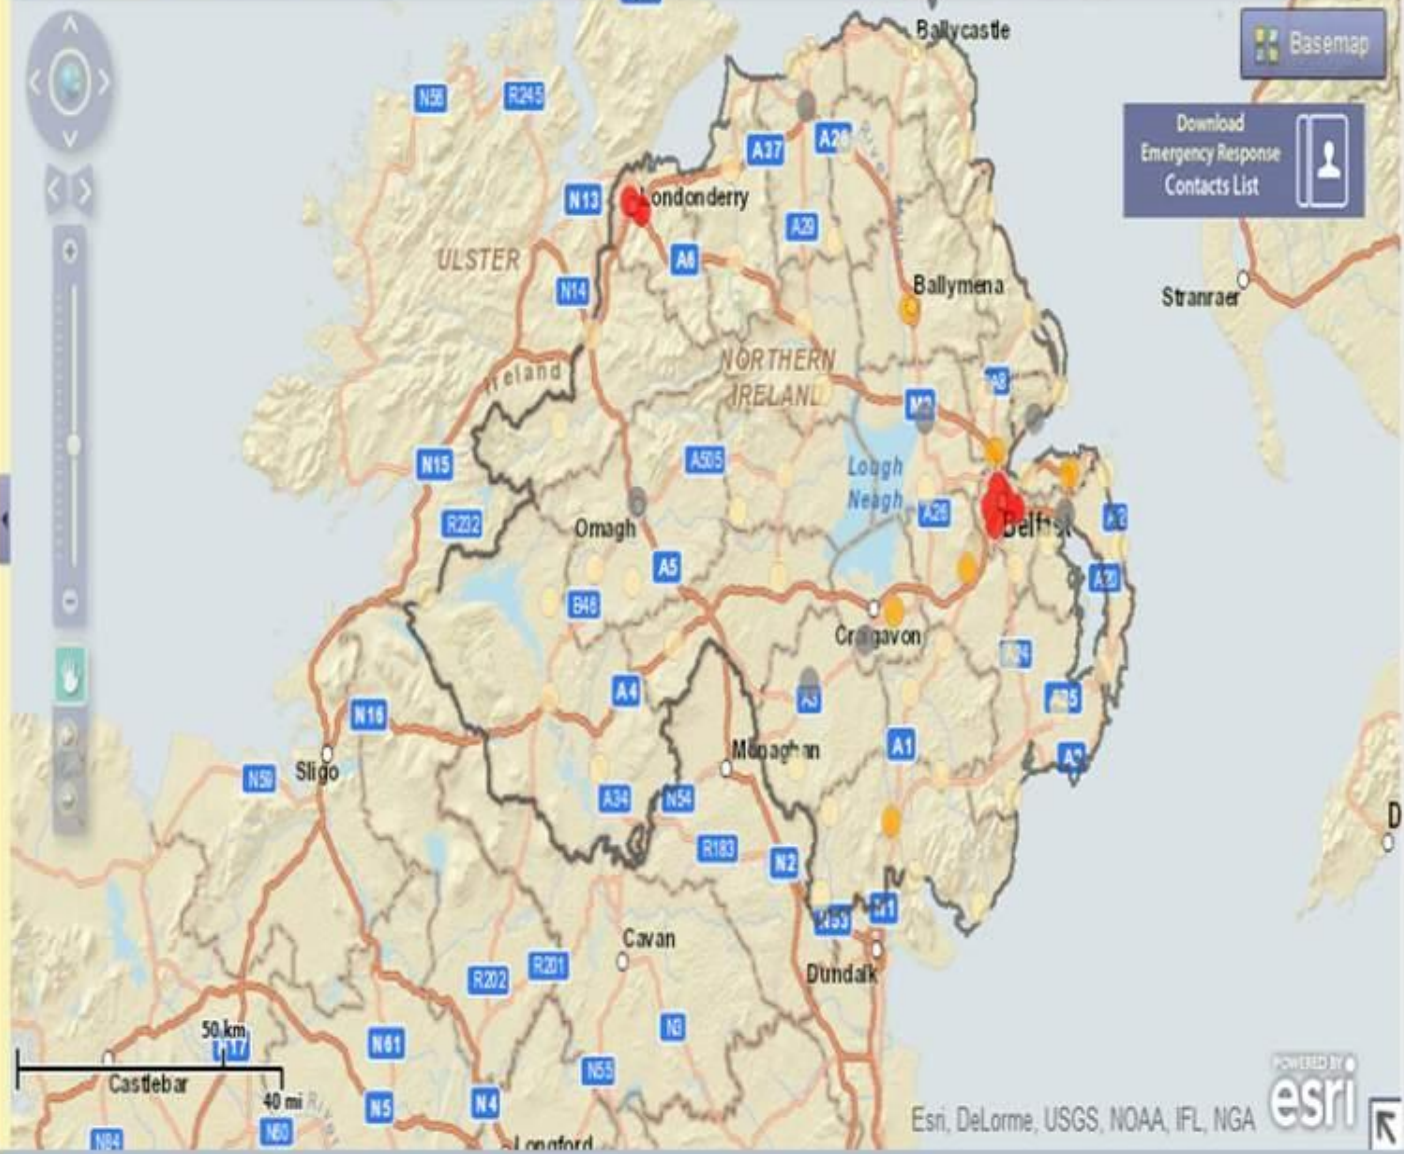 Ballycastle
Basemap
N56
R245
Download
Emergency Response
Contacts List
A37
A26
N13
Londonderry
A29
ULSTER
A6
N14
Ballymena
Stranraer
NORTHERN
IRELAND
Ireland
A8
M2
N15
A505
Lough
Neagh
R232
Omagh
A26
Belfast
A2
A5
A20
B46
Craigavon
A24
A4
A3
A25
N16
A1
Monaghan
A2
Sligo
N59
A34
N54
R183
N2
N53
M1
Cavan
R201
R202
Dundalk
D
50 km
N17
N61
N3
N55
Castlebar
40 mi
N5
N4
N84
N60
Longford
Esri, DeLorme, USGS, NOAA, IFL, NGA
POWERED BY
esri